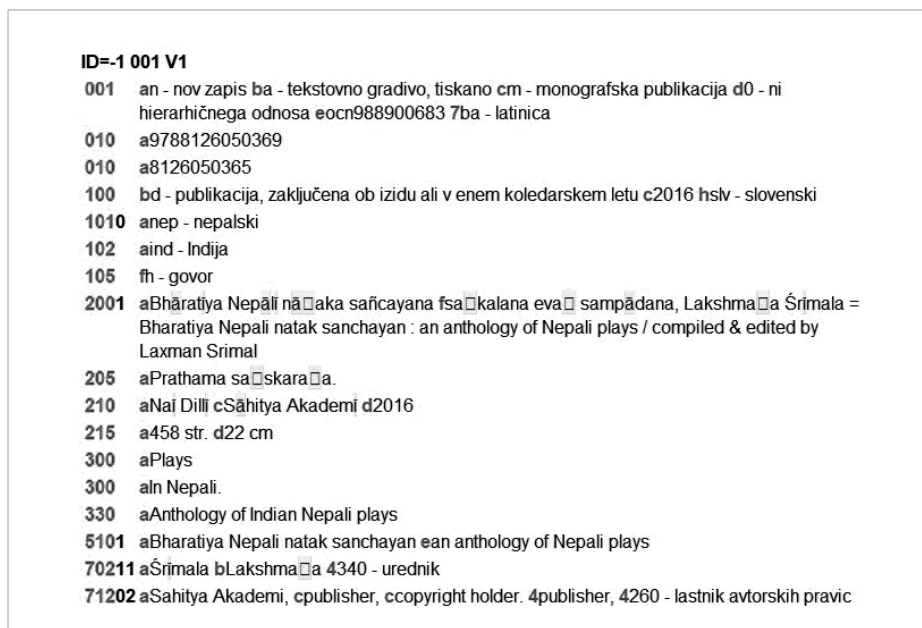 ID=-1 001 V1
001 an - nov zapis ba - tekstovno gradivo, tiskano cm - monografska publikacija d0 - ni
hierarhičnega odnosa eocn988900683 7ba - latinica
010 a9788126050369
010 a8126050365
100 bd - publikacija, zaključena ob izidu ali v enem koledarskem letu c2016 hslv - slovenski
1010 anep - nepalski
102 aind - Indija
105 fh - govor
2001 aBhāratīya Nepālī nā□aka sañcayana fsa□kalana eva□ sampādana, Lakshma□a Śrīmala =
Bharatiya Nepali natak sanchayan : an anthology of Nepali plays / compiled & edited by
Laxman Srimal
205 aPrathama sa□skara□a.
210 aNaī Dillī cSāhitya Akademī d2016
215 a458 str. d22 cm
300 aPlays
300 aIn Nepali.
330 aAnthology of Indian Nepali plays
5101 aBharatiya Nepali natak sanchayan ean anthology of Nepali plays
70211 aŚrīmala bLakshma□a 4340 - urednik
71202 aSahitya Akademi, cpublisher, ccopyright holder. 4publisher, 4260 - lastnik avtorskih pravic